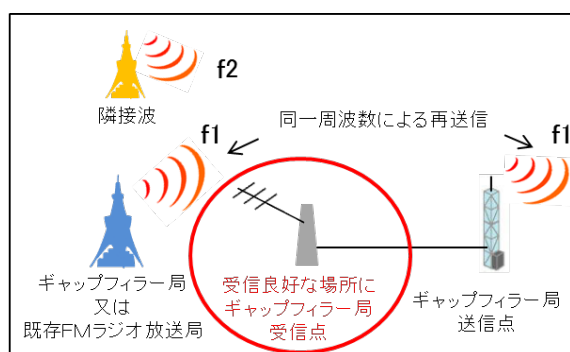 f2
隣接波
同一周波数による再送信
f1
f1
ギャップフィラー局
又は
既存FMラジオ放送局
受信良好な場所に
ギャップフィラー局
受信点
ギャップフィラー局
送信点